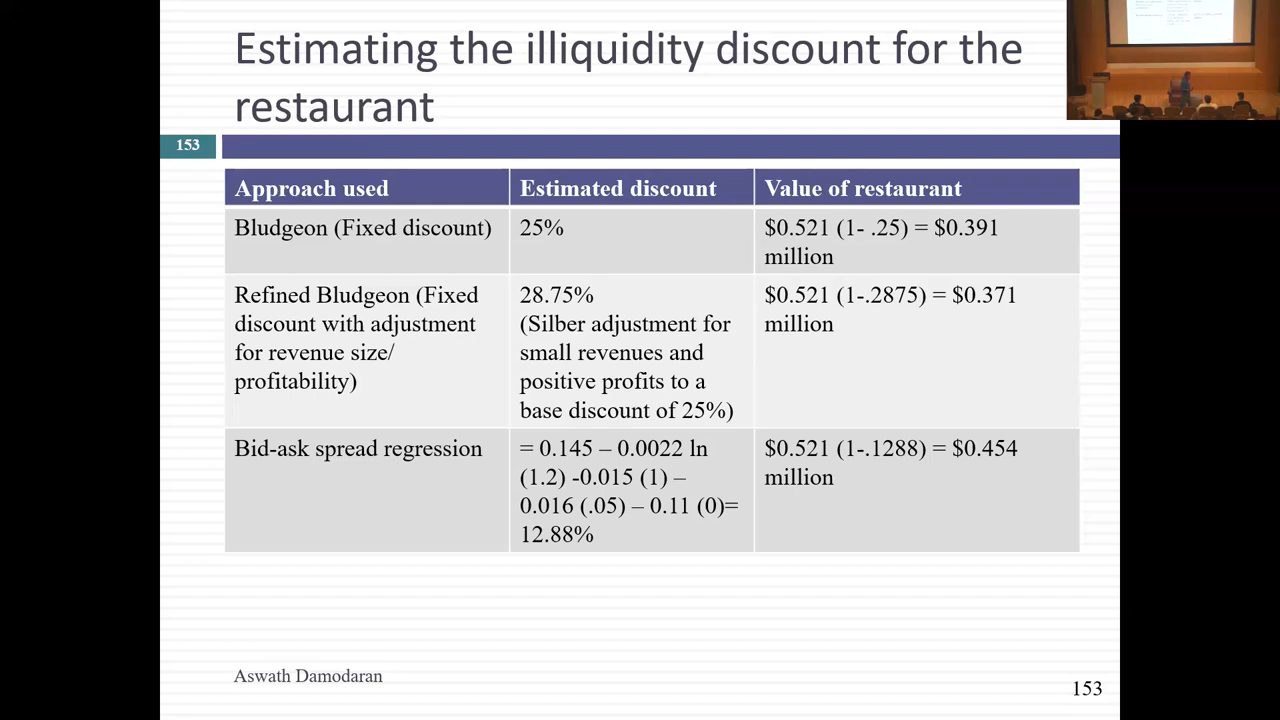 Estimating the illiquidity discount for the
restaurant
153
Approach used
Estimated discount
Value of restaurant
Bludgeon (Fixed discount)
25%
$0.521 (1- .25) = $0.391
million
Refined Bludgeon (Fixed
discount with adjustment
for revenue size/
profitability)
28.75%
(Silber adjustment for
small revenues and
positive profits to a
base discount of 25%)
$0.521 (1-.2875) = $0.371
million
Bid-ask spread regression
= 0.145 – 0.0022 ln
(1.2) -0.015 (1) –
0.016 (.05) – 0.11 (0)=
12.88%
$0.521 (1-.1288) = $0.454
million
Aswath Damodaran
153